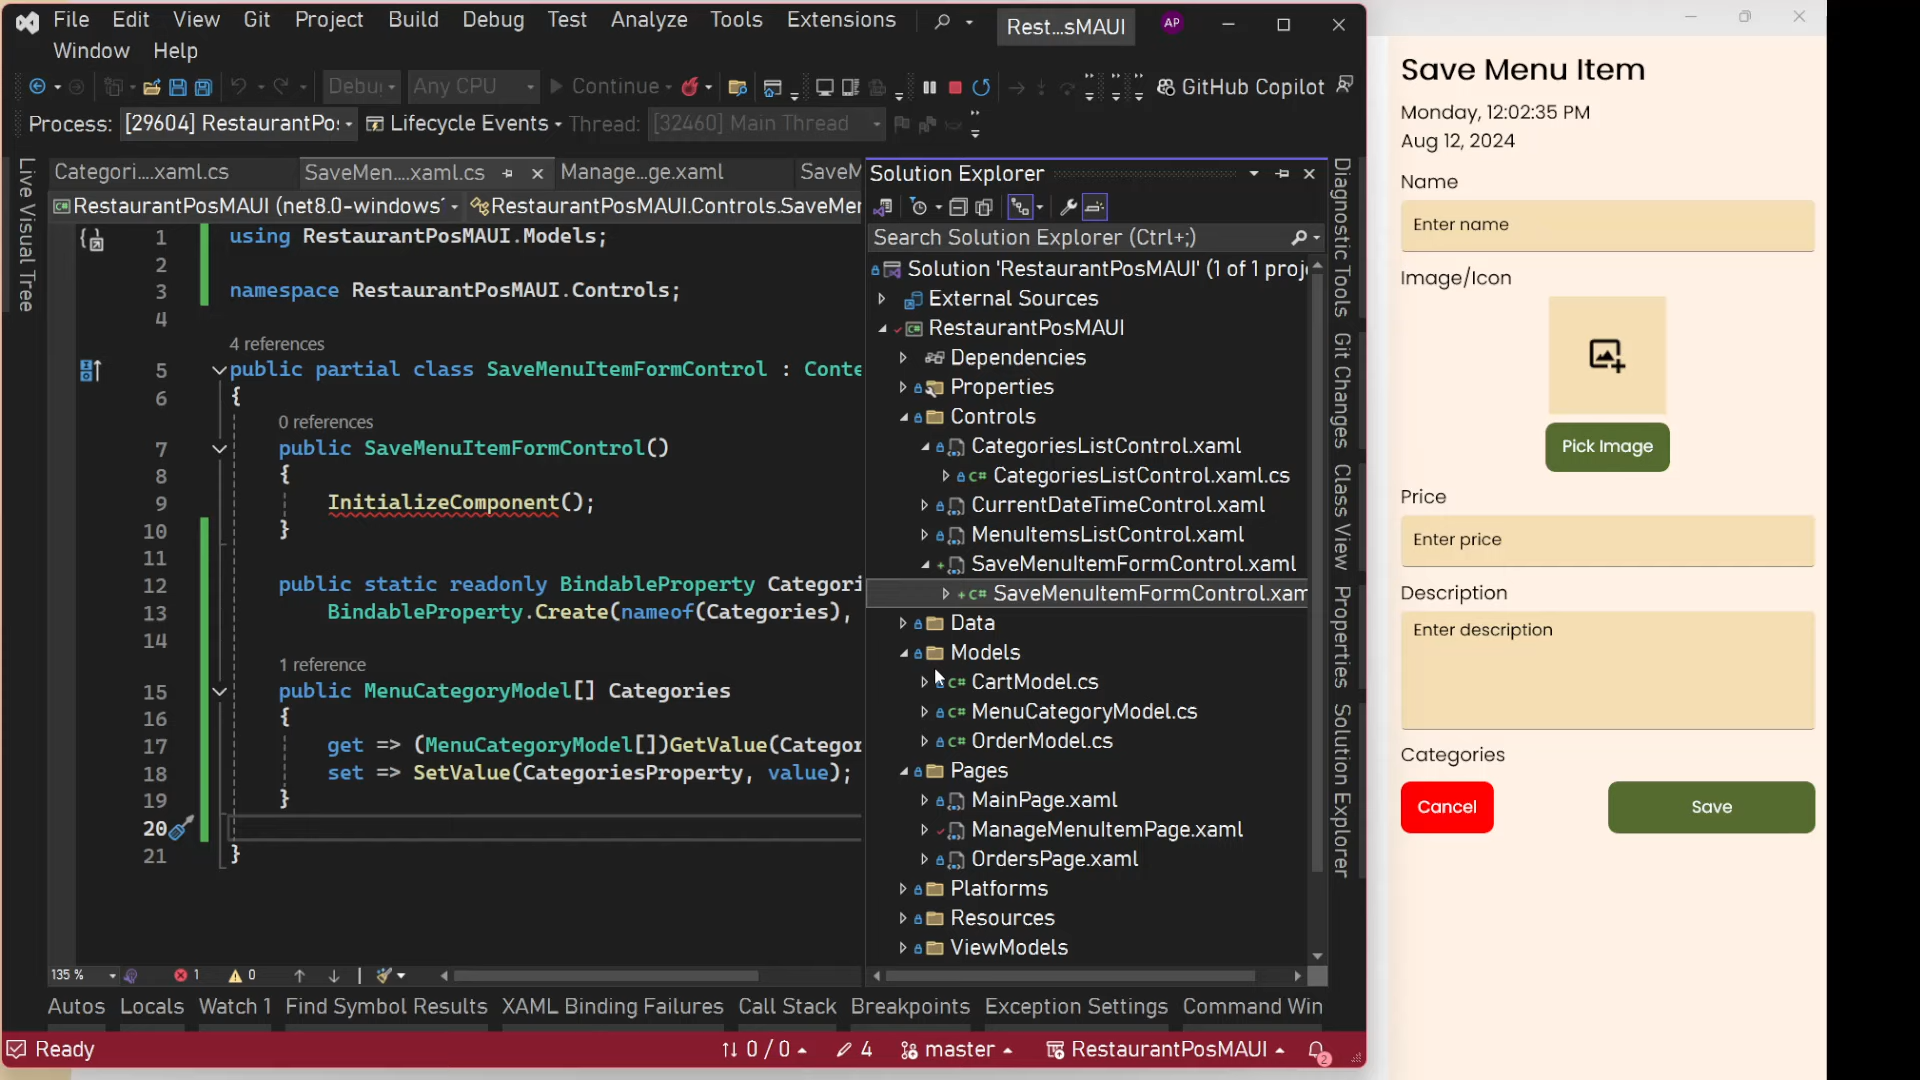 File Edit View Git Project Build Debug Test Analyze Tools Extensions Rest...sMAUI AP
Window Help
Debu Any CPU Continue GitHub Copilot
Process: [29604] RestaurantPo: Lifecycle Events Thread: [32460] Main Thread
Live Visual Tree
Categori....xaml.cs SaveMen....xaml.cs Manage...ge.xaml SaveM
RestaurantPosMAUI (net8.0-windows RestaurantPosMAUI.Controls.SaveMer
1 using RestaurantPosMAUI.Models;
2
3 namespace RestaurantPosMAUI.Controls;
4
4 references
5 public partial class SaveMenuItemFormControl : Conte
6 {
0 references
7 public SaveMenuItemFormControl()
8 {
9 InitializeComponent();
10 }
11
12 public static readonly BindableProperty Categori
13 BindableProperty.Create(nameof(Categories),
14
1 reference
15 public MenuCategoryModel[] Categories
16 {
17 get => (MenuCategoryModel[])GetValue(Categor
18 set => SetValue(CategoriesProperty, value);
19 }
20
21 }
135 % 1 0
Solution Explorer
Search Solution Explorer (Ctrl+;)
Solution 'RestaurantPosMAUI' (1 of 1 proj
External Sources
RestaurantPosMAUI
Dependencies
Properties
Controls
CategoriesListControl.xaml
CategoriesListControl.xaml.cs
CurrentDateTimeControl.xaml
MenuItemsListControl.xaml
SaveMenuItemFormControl.xaml
SaveMenuItemFormControl.xam
Data
Models
CartModel.cs
MenuCategoryModel.cs
OrderModel.cs
Pages
MainPage.xaml
ManageMenuItemPage.xaml
OrdersPage.xaml
Platforms
Resources
ViewModels
Diagnostic Tools
Git Changes
Class View
Properties
Solution Explorer
Autos Locals Watch 1 Find Symbol Results XAML Binding Failures Call Stack Breakpoints Exception Settings Command Win
Ready 0 / 0 4 master RestaurantPosMAUI 2
Save Menu Item
Monday, 12:02:35 PM
Aug 12, 2024
Name
Enter name
Image/Icon
Pick Image
Price
Enter price
Description
Enter description
Categories
Cancel Save